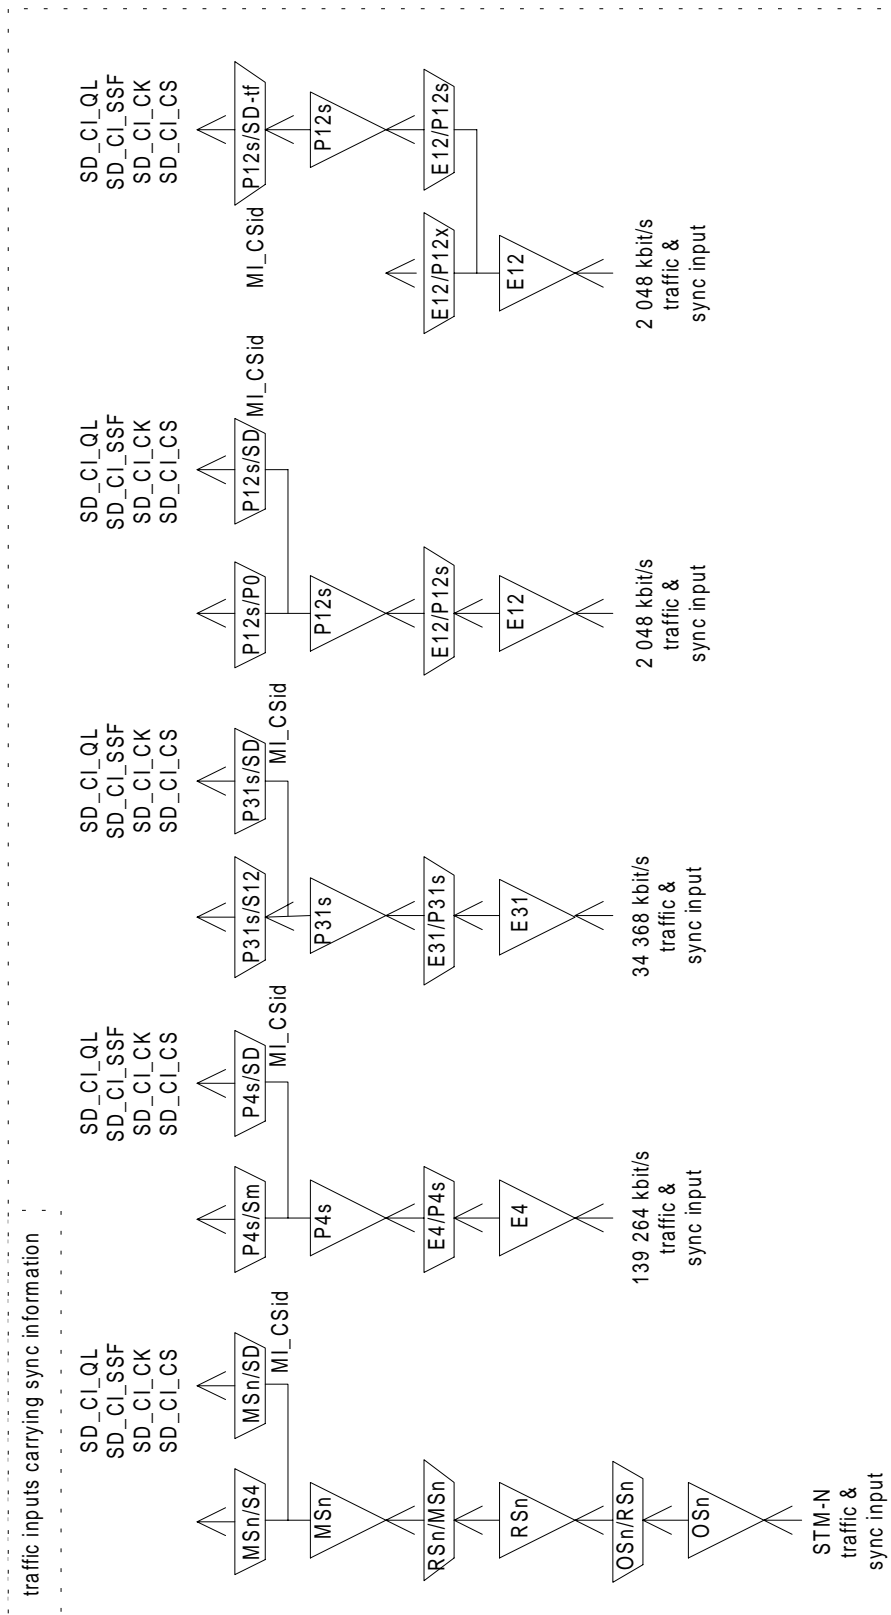 traffic inputs carrying sync information
SD_CI_QL
SD_CI_SSF
SD_CI_CK
SD_CI_CS
MSn/S4
MSn/SD
MI_CSid
MSn
RSn/MSn
RSn
OSn/RSn
OSn
STM-N
traffic &
sync input
SD_CI_QL
SD_CI_SSF
SD_CI_CK
SD_CI_CS
P4s/Sm
P4s/SD
MI_CSid
P4s
E4/P4s
E4
139 264 kbit/s
traffic &
sync input
SD_CI_QL
SD_CI_SSF
SD_CI_CK
SD_CI_CS
P31s/S12
P31s/SD
MI_CSid
P31s
E31/P31s
E31
34 368 kbit/s
traffic &
sync input
SD_CI_QL
SD_CI_SSF
SD_CI_CK
SD_CI_CS
P12s/P0
P12s/SD
MI_CSid
P12s
E12/P12s
E12
2 048 kbit/s
traffic &
sync input
SD_CI_QL
SD_CI_SSF
SD_CI_CK
SD_CI_CS
P12s/SD-tf
MI_CSid
P12s
E12/P12x
E12/P12s
E12
2 048 kbit/s
traffic &
sync input